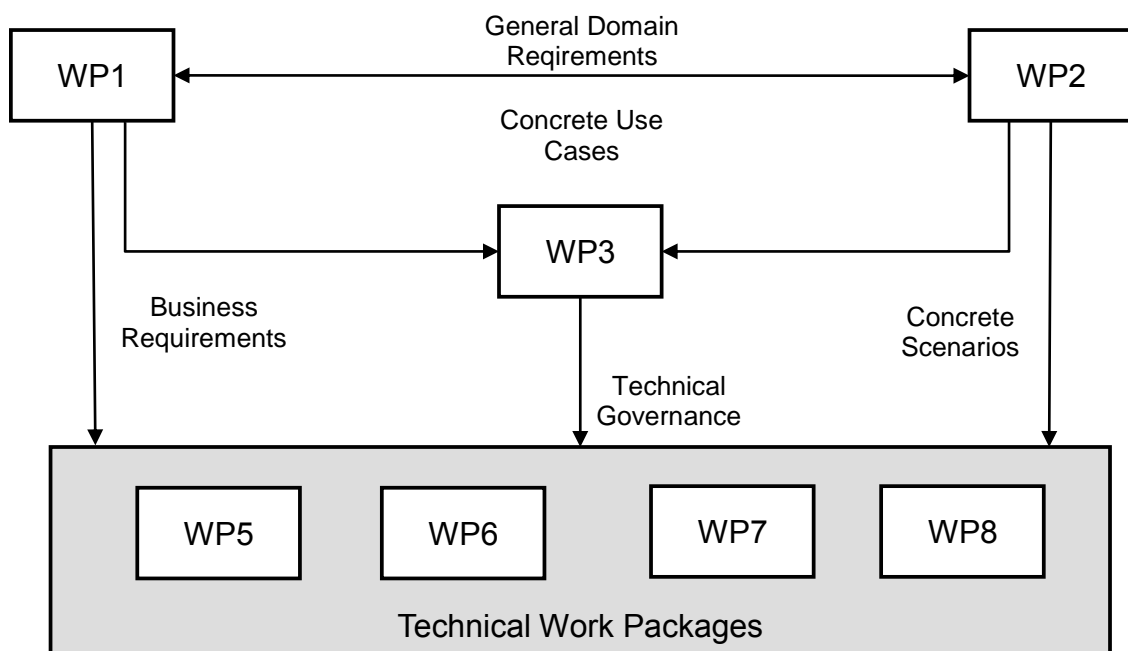 General Domain
Reqirements
WP1
WP2
Concrete Use
Cases
WP3
Business
Requirements
Concrete
Scenarios
Technical
Governance
WP5
WP6
WP7
WP8
Technical Work Packages